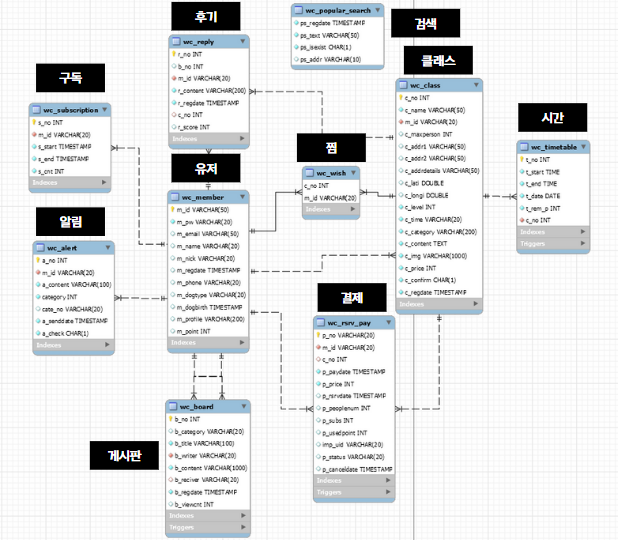 후기
wc_reply
r_no INT
b_no INT
m_id VARCHAR(20)
r_content VARCHAR(200)
r_regdate TIMESTAMP
c_no INT
r_score INT
Indexes
wc_popular_search
ps_regdate TIMESTAMP
ps_sext VARCHAR(50)
ps_isexist CHAR(1)
ps_addr VARCHAR(10)
검색
클래스
wc_class
c_no INT
c_name VARCHAR(50)
m_id VARCHAR(20)
c_maxperson INT
c_addr1 VARCHAR(50)
c_addr2 VARCHAR(50)
c_addrdetails VARCHAR(50)
c_lati DOUBLE
c_longi DOUBLE
c_level INT
c_time VARCHAR(20)
c_category VARCHAR(200)
c_content TEXT
c_img VARCHAR(1000)
c_price INT
c_confirm CHAR(1)
c_regdate TIMESTAMP
Indexes
구독
wc_subscription
s_no INT
m_id VARCHAR(20)
s_start TIMESTAMP
s_end TIMESTAMP
s_cnt INT
Indexes
시간
wc_timetable
t_no INT
t_start TIME
t_end TIME
t_date DATE
t_rem_p INT
c_no INT
Indexes
Triggers
찜
wc_wish
c_no INT
m_id VARCHAR(20)
Indexes
유저
wc_member
m_id VARCHAR(50)
m_pw VARCHAR(20)
m_email VARCHAR(50)
m_name VARCHAR(20)
m_nick VARCHAR(20)
m_regdate TIMESTAMP
m_phone VARCHAR(20)
m_dogtype VARCHAR(20)
m_dogbirth TIMESTAMP
m_profile VARCHAR(200)
m_point INT
Indexes
알림
wc_alert
a_no INT
m_id VARCHAR(20)
a_content VARCHAR(100)
category INT
cate_no VARCHAR(20)
a_senddate TIMESTAMP
a_check CHAR(1)
Indexes
결제
wc_rsrv_pay
p_no VARCHAR(20)
m_id VARCHAR(20)
c_no INT
p_paydate TIMESTAMP
p_price INT
p_rsrvdate TIMESTAMP
p_peoplenum INT
p_subs INT
p_usedpoint INT
imp_uid VARCHAR(20)
p_status VARCHAR(20)
p_canceldate TIMESTAMP
Indexes
Triggers
게시판
wc_board
b_no INT
b_category VARCHAR(20)
b_title VARCHAR(100)
b_writer VARCHAR(20)
b_content VARCHAR(1000)
b_reciver VARCHAR(20)
b_regdate TIMESTAMP
b_viewcnt INT
Indexes
Triggers